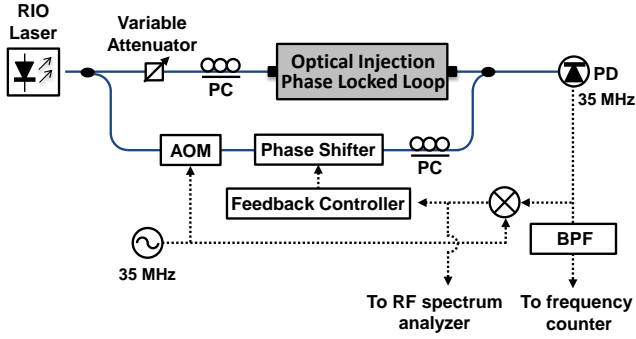 RIO
Laser
Variable
Attenuator
PC
Optical Injection
Phase Locked Loop
PD
35 MHz
AOM
Phase Shifter
PC
Feedback Controller
BPF
35 MHz
To RF spectrum
analyzer
To frequency
counter